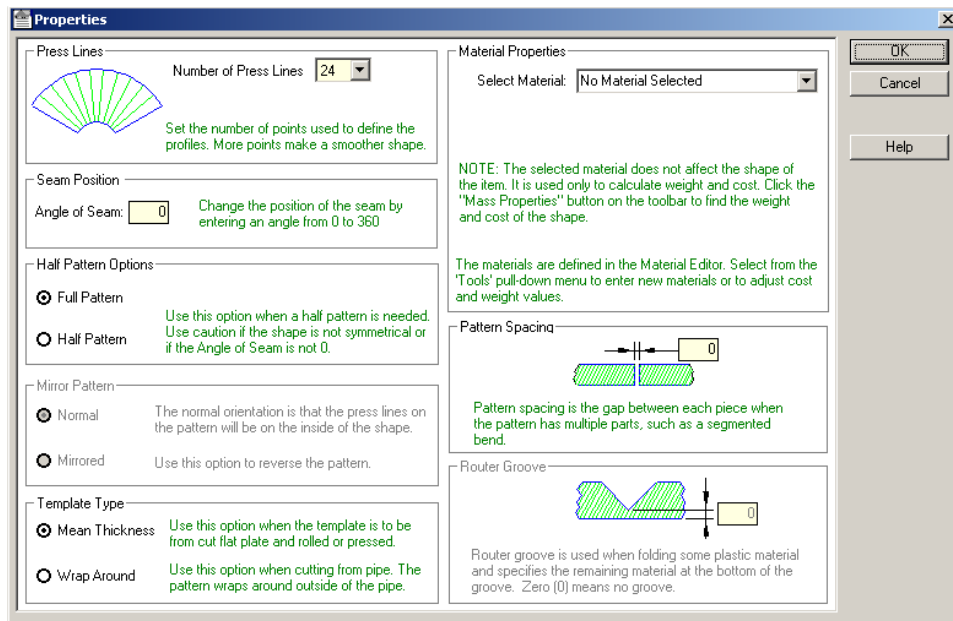 Properties
Press Lines
Number of Press Lines 24
Set the number of points used to define the
profiles. More points make a smoother shape.
Seam Position
Angle of Seam: 0
Change the position of the seam by
entering an angle from 0 to 360
Half Pattern Options
Full Pattern
Half Pattern
Use this option when a half pattern is needed.
Use caution if the shape is not symmetrical or
if the Angle of Seam is not 0.
Mirror Pattern
Normal
The normal orientation is that the press lines on
the pattern will be on the inside of the shape.
Mirrored
Use this option to reverse the pattern.
Template Type
Mean Thickness
Use this option when the template is to be
from cut flat plate and rolled or pressed.
Wrap Around
Use this option when cutting from pipe. The
pattern wraps around outside of the pipe.
Material Properties
Select Material: No Material Selected
NOTE: The selected material does not affect the shape of
the item. It is used only to calculate weight and cost. Click the
"Mass Properties" button on the toolbar to find the weight
and cost of the shape.
The materials are defined in the Material Editor. Select from the
'Tools' pull-down menu to enter new materials or to adjust cost
and weight values.
Pattern Spacing
0
Pattern spacing is the gap between each piece when
the pattern has multiple parts, such as a segmented
bend.
Router Groove
0
Router groove is used when folding some plastic material
and specifies the remaining material at the bottom of the
groove. Zero (0) means no groove.
OK
Cancel
Help